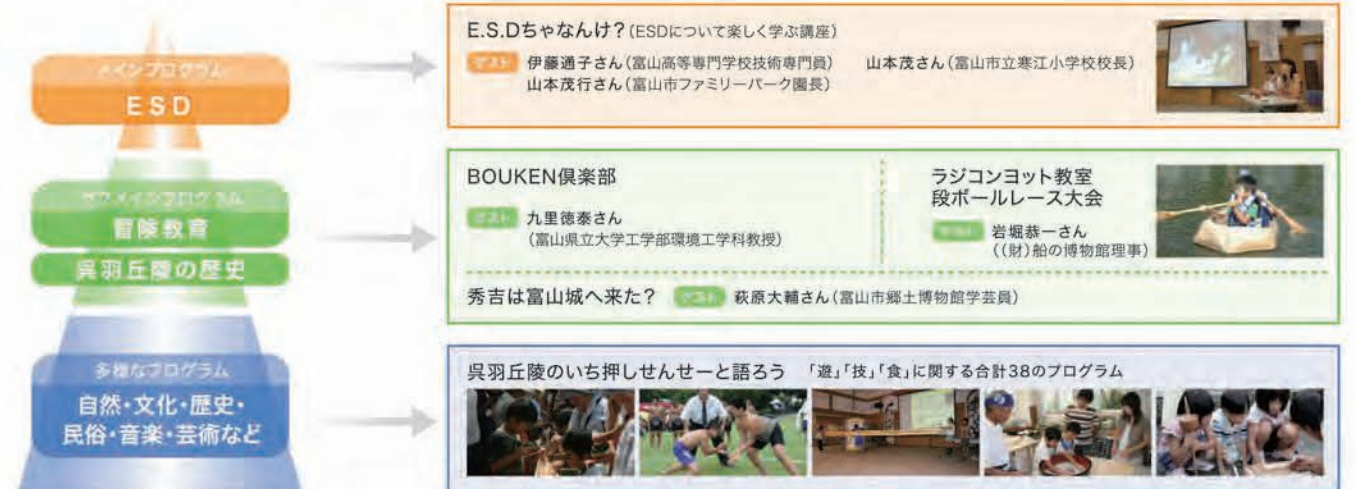 メインプログラム
ESD
サブメインプログラム
冒険教育
呉羽丘陵の歴史
多様なプログラム
自然・文化・歴史・
民俗・音楽・芸術など
E.S.Dちゃなんけ？（ESDについて楽しく学ぶ講座）
ゲスト 伊藤通子さん（富山高等専門学校技術専門員） 山本茂さん（富山市立寒江小学校校長）
山本茂行さん（富山市ファミリーパーク園長）
BOUKEN倶楽部
ゲスト 九里徳泰さん
（富山県立大学工学部環境工学科教授）
ラジコンヨット教室
段ボールレース大会
ゲスト 岩堀恭一さん
（（財）船の博物館理事）
秀吉は富山城へ来た？ ゲスト 萩原大輔さん（富山市郷土博物館学芸員）
呉羽丘陵のいち押しせんせーと語ろう 「遊」「技」「食」に関する合計38のプログラム